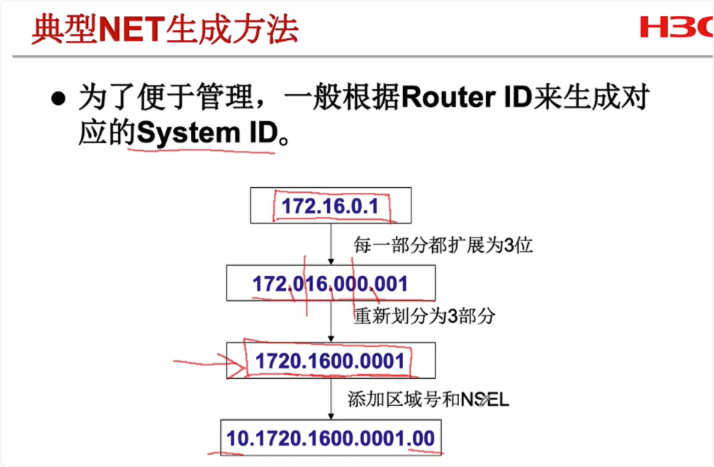 典型NET生成方法
H3C
● 为了便于管理，一般根据Router ID来生成对
应的System ID。
172.16.0.1
每一部分都扩展为3位
172.016.000.001
重新划分为3部分
1720.1600.0001
添加区域号和NSEL
10.1720.1600.0001.00